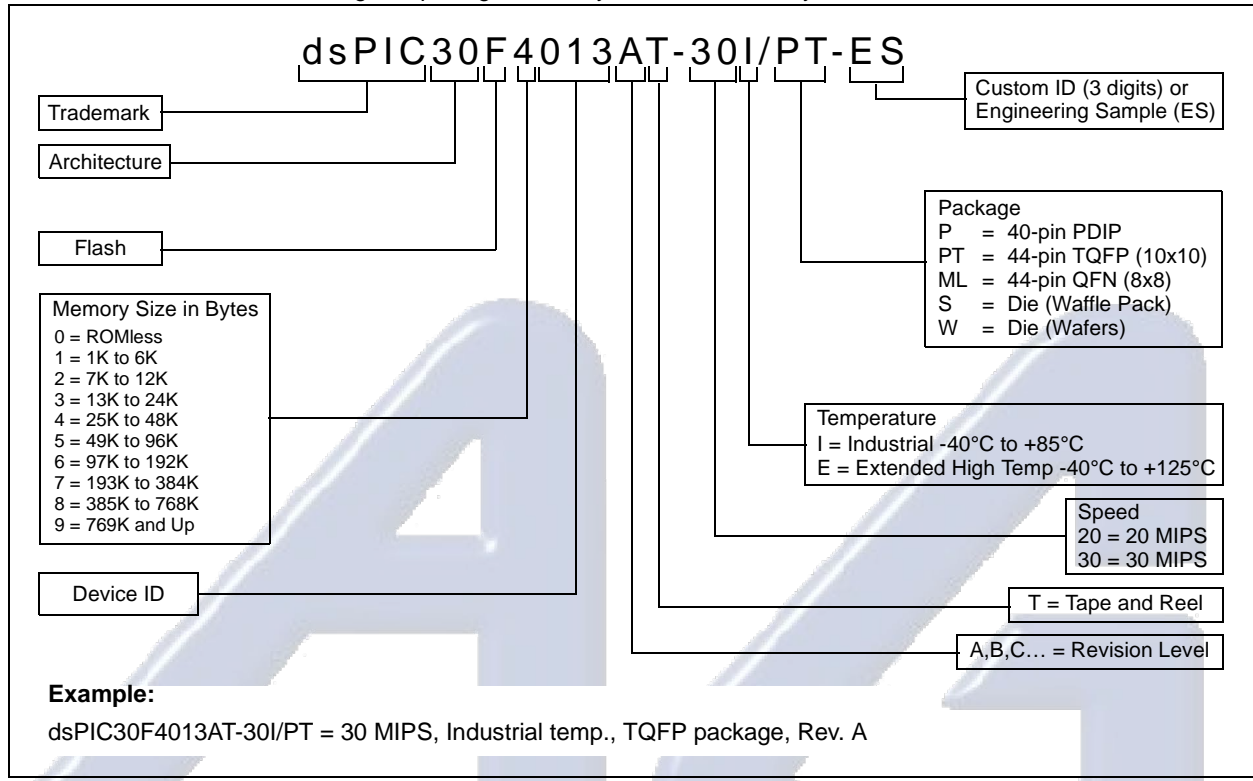 dsPIC30F4013AT-30I/PT-ES
Trademark
Architecture
Flash
Memory Size in Bytes
0 = ROMless
1 = 1K to 6K
2 = 7K to 12K
3 = 13K to 24K
4 = 25K to 48K
5 = 49K to 96K
6 = 97K to 192K
7 = 193K to 384K
8 = 385K to 768K
9 = 769K and Up
Device ID
Custom ID (3 digits) or
Engineering Sample (ES)
Package
P = 40-pin PDIP
PT = 44-pin TQFP (10x10)
ML = 44-pin QFN (8x8)
S = Die (Waffle Pack)
W = Die (Wafers)
Temperature
I = Industrial -40°C to +85°C
E = Extended High Temp -40°C to +125°C
Speed
20 = 20 MIPS
30 = 30 MIPS
T = Tape and Reel
A,B,C… = Revision Level
Example:
dsPIC30F4013AT-30I/PT = 30 MIPS, Industrial temp., TQFP package, Rev. A